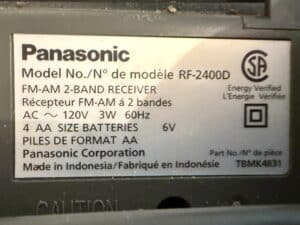 Panasonic
Model No./N° de modèle RF-2400D
FM-AM 2-BAND RECEIVER
Récepteur FM-AM á 2 bandes
AC ~ 120V 3W 60Hz
4 AA SIZE BATTERIES 6V
PILES DE FORMAT AA
Panasonic Corporation
Made in Indonesia/Fabriqué en Indonésie
CSA
Energy Verified
L'Energie Vérifiée
Part No./N° de pièce
TBMK4831
CAUTION